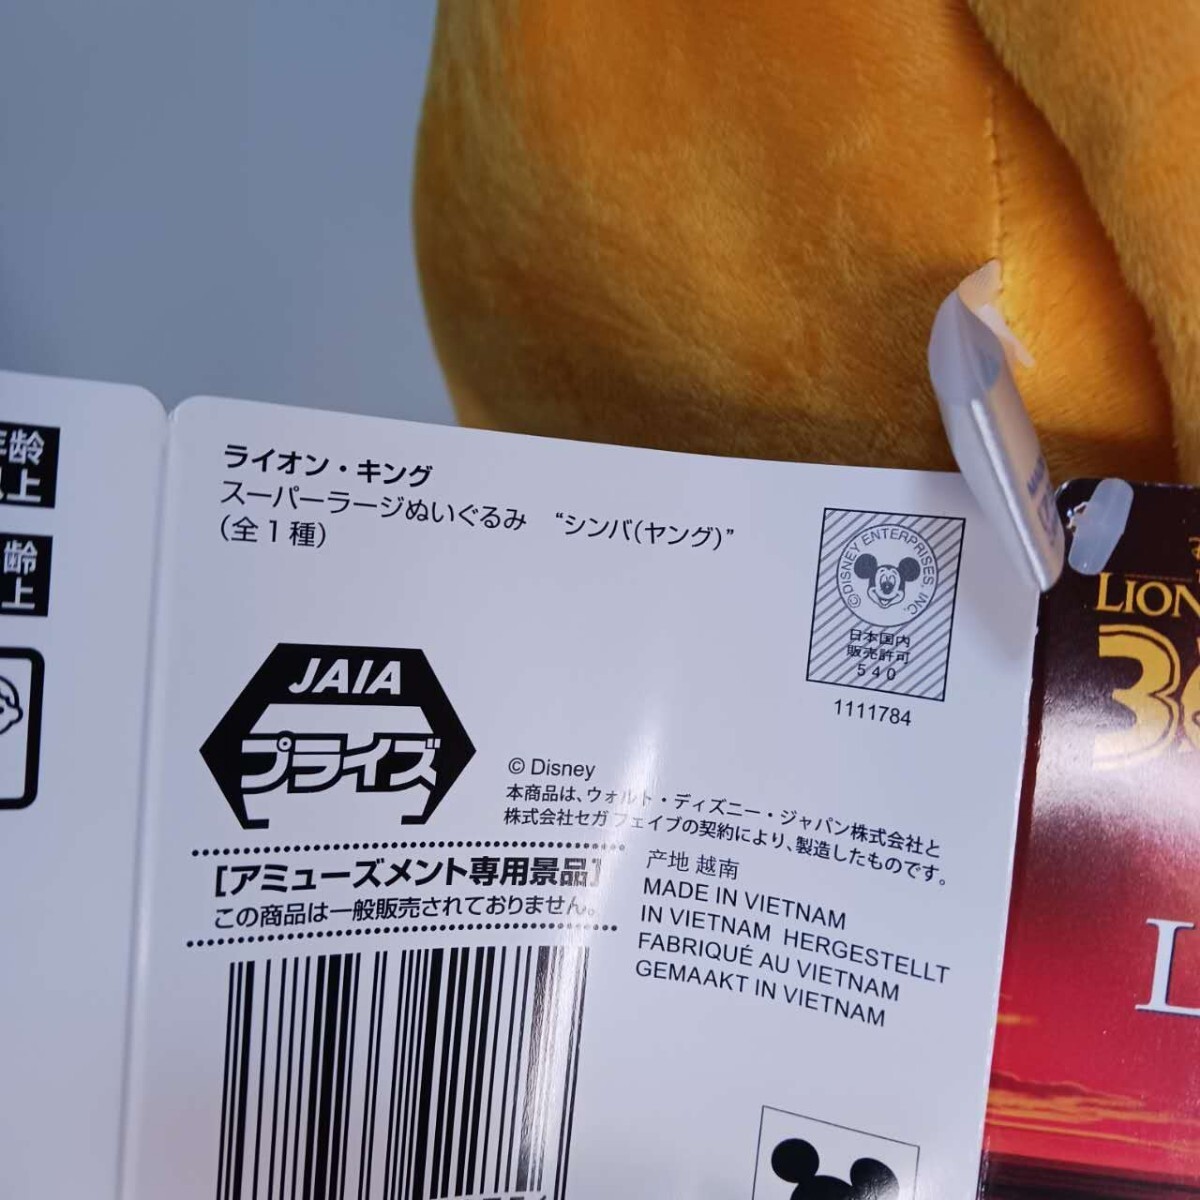 年齢
以上
齢
上
ライオン・キング
スーパーラージぬいぐるみ “シンバ(ヤング)”
(全1種)
©DISNEY ENTERPRISES, INC.
日本国内
販売許可
540
1111784
JAIA
プライズ
© Disney
本商品は、ウォルト・ディズニー・ジャパン株式会社と
株式会社セガ フェイブの契約により、製造したものです。
[アミューズメント専用景品]
この商品は一般販売されておりません。
产地 越南
MADE IN VIETNAM
IN VIETNAM HERGESTELLT
FABRIQUÉ AU VIETNAM
GEMAAKT IN VIETNAM
LION
3
L